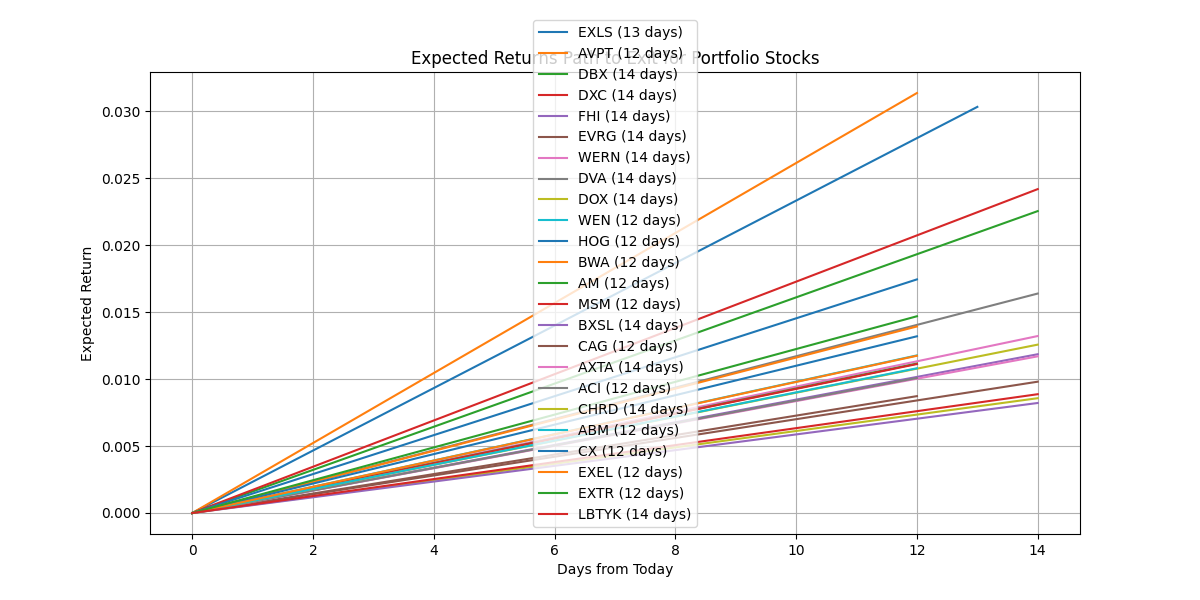 Expected Returns Path to Exit for Portfolio Stocks
EXLS (13 days)
AVPT (12 days)
DBX (14 days)
DXC (14 days)
FHI (14 days)
EVRG (14 days)
WERN (14 days)
DVA (14 days)
DOX (14 days)
WEN (12 days)
HOG (12 days)
BWA (12 days)
AM (12 days)
MSM (12 days)
BXSL (14 days)
CAG (12 days)
AXTA (14 days)
ACI (12 days)
CHRD (14 days)
ABM (12 days)
CX (12 days)
EXEL (12 days)
EXTR (12 days)
LBTYK (14 days)
Expected Return
0.030
0.025
0.020
0.015
0.010
0.005
0.000
0 2 4 6 8 10 12 14
Days from Today